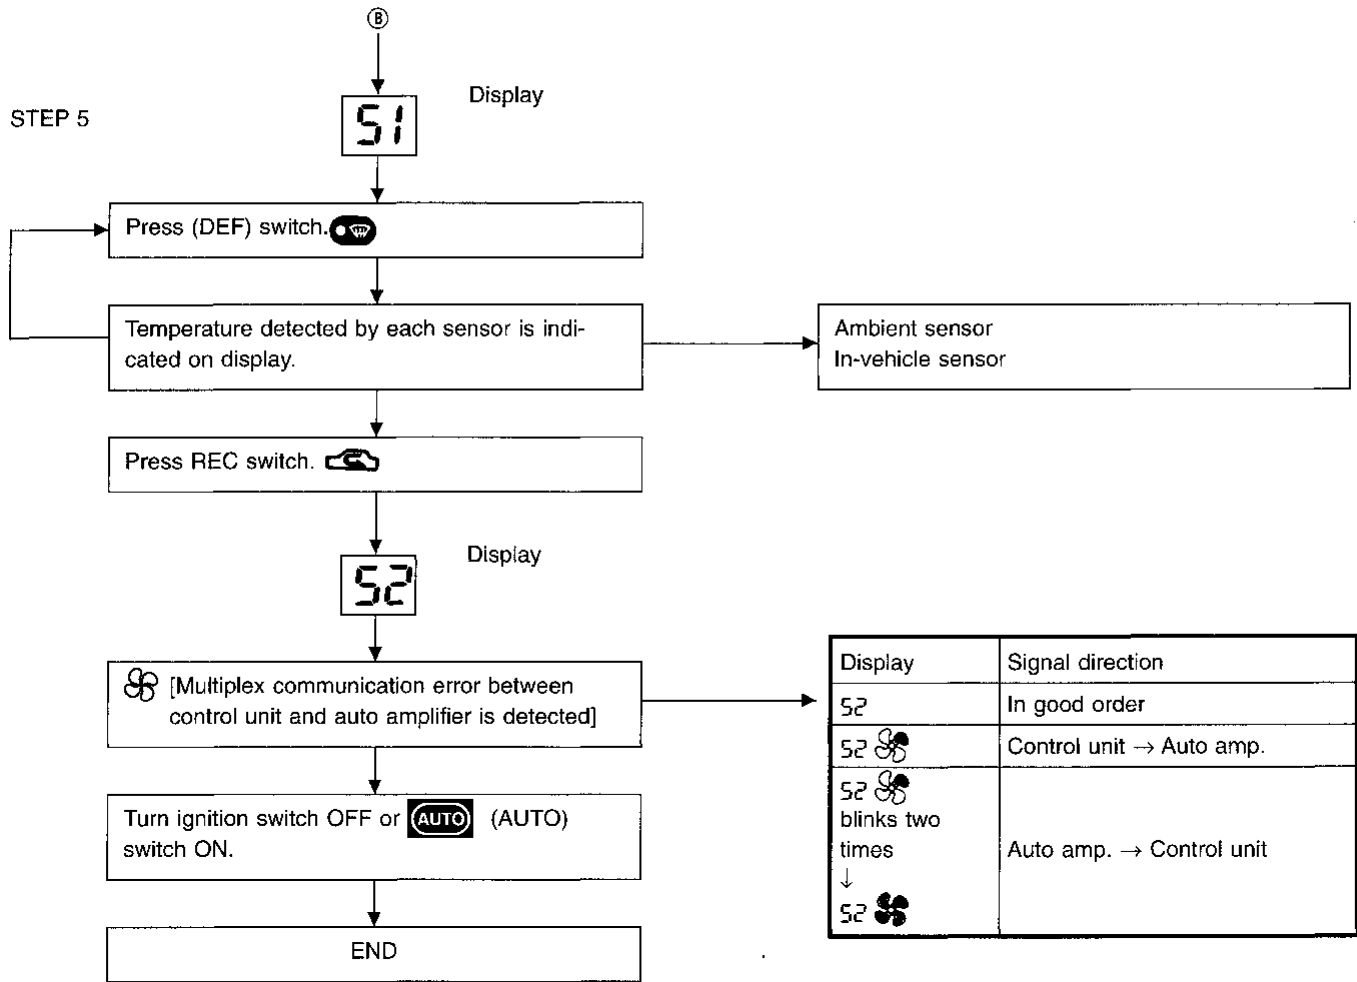 B
Display
STEP 5
51
Press (DEF) switch.
Temperature detected by each sensor is indi-
cated on display.
Ambient sensor
In-vehicle sensor
Press REC switch.
Display
52
[Multiplex communication error between
control unit and auto amplifier is detected]
Turn ignition switch OFF or AUTO (AUTO)
switch ON.
END
Display Signal direction
52 In good order
52 Control unit → Auto amp.
52
blinks two
times
↓
52
Auto amp. → Control unit